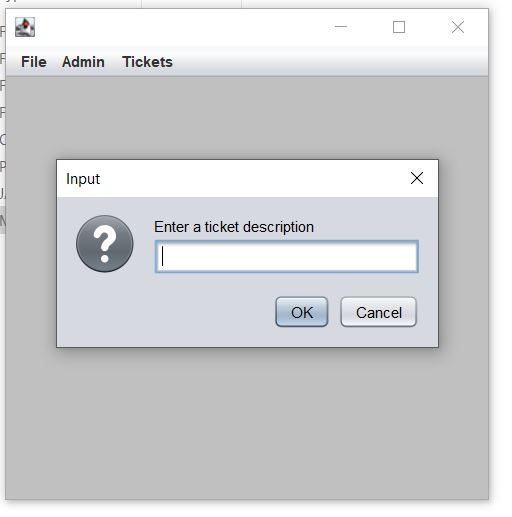 File Admin Tickets
Input
Enter a ticket description
OK Cancel